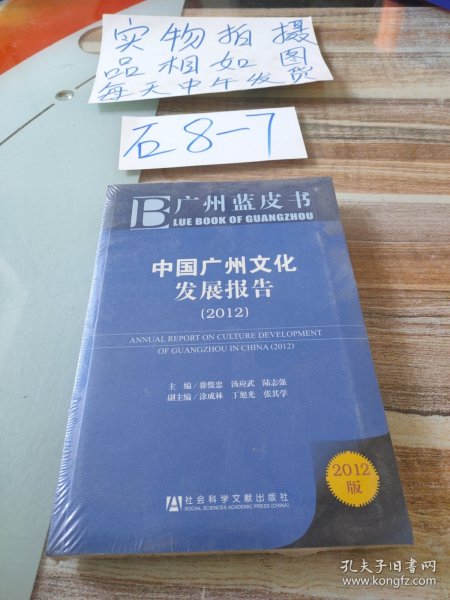 实物拍摄
品相如图
每天中午发货
石8-7
B 广州蓝皮书
LUE BOOK OF GUANGZHOU
中国广州文化
发展报告
(2012)
ANNUAL REPORT ON CULTURE DEVELOPMENT
OF GUANGZHOU IN CHINA (2012)
主编/徐俊忠 汤应武 陆志强
副主编/涂成林 丁旭光 张其学
2012
版
社会科学文献出版社
SOCIAL SCIENCES ACADEMIC PRESS (CHINA)
孔夫子旧书网
www.kongfz.com